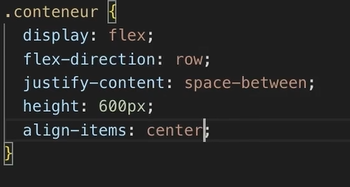 .conteneur {
display: flex;
flex-direction: row;
justify-content: space-between;
height: 600px;
align-items: center;
}